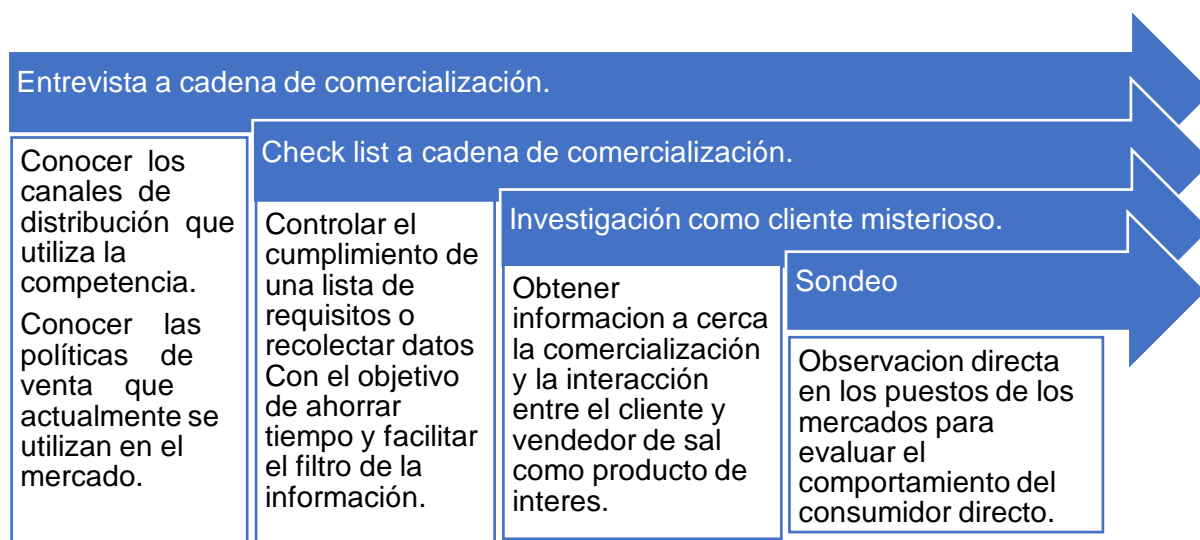 Entrevista a cadena de comercialización.
Conocer los
canales de
distribución que
utiliza la
competencia.
Conocer las
políticas de
venta que
actualmente se
utilizan en el
mercado.
Check list a cadena de comercialización.
Controlar el
cumplimiento de
una lista de
requisitos o
recolectar datos
Con el objetivo
de ahorrar
tiempo y facilitar
el filtro de la
información.
Investigación como cliente misterioso.
Obtener
informacion a cerca
la comercialización
y la interacción
entre el cliente y
vendedor de sal
como producto de
interes.
Sondeo
Observacion directa
en los puestos de los
mercados para
evaluar el
comportamiento del
consumidor directo.